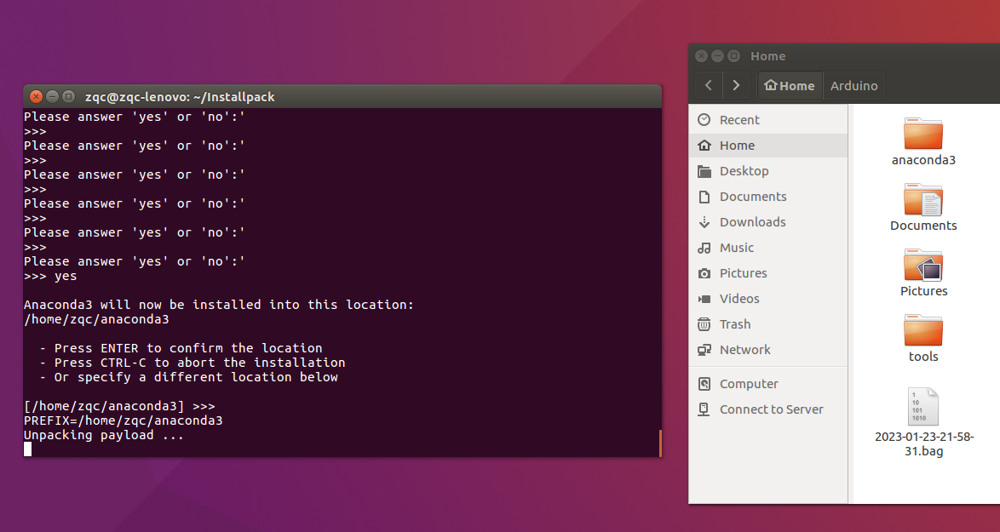 zqc@zqc-lenovo: ~/Installpack
Please answer 'yes' or 'no':'
>>>
Please answer 'yes' or 'no':'
>>>
Please answer 'yes' or 'no':'
>>>
Please answer 'yes' or 'no':'
>>>
Please answer 'yes' or 'no':'
>>>
Please answer 'yes' or 'no':'
>>> yes
Anaconda3 will now be installed into this location:
/home/zqc/anaconda3
- Press ENTER to confirm the location
- Press CTRL-C to abort the installation
- Or specify a different location below
[/home/zqc/anaconda3] >>>
PREFIX=/home/zqc/anaconda3
Unpacking payload ...
Home
Home
Arduino
Recent
Home
Desktop
Documents
Downloads
Music
Pictures
Videos
Trash
Network
Computer
Connect to Server
anaconda3
Documents
Pictures
tools
1
10
101
1010
2023-01-23-21-58-
31.bag